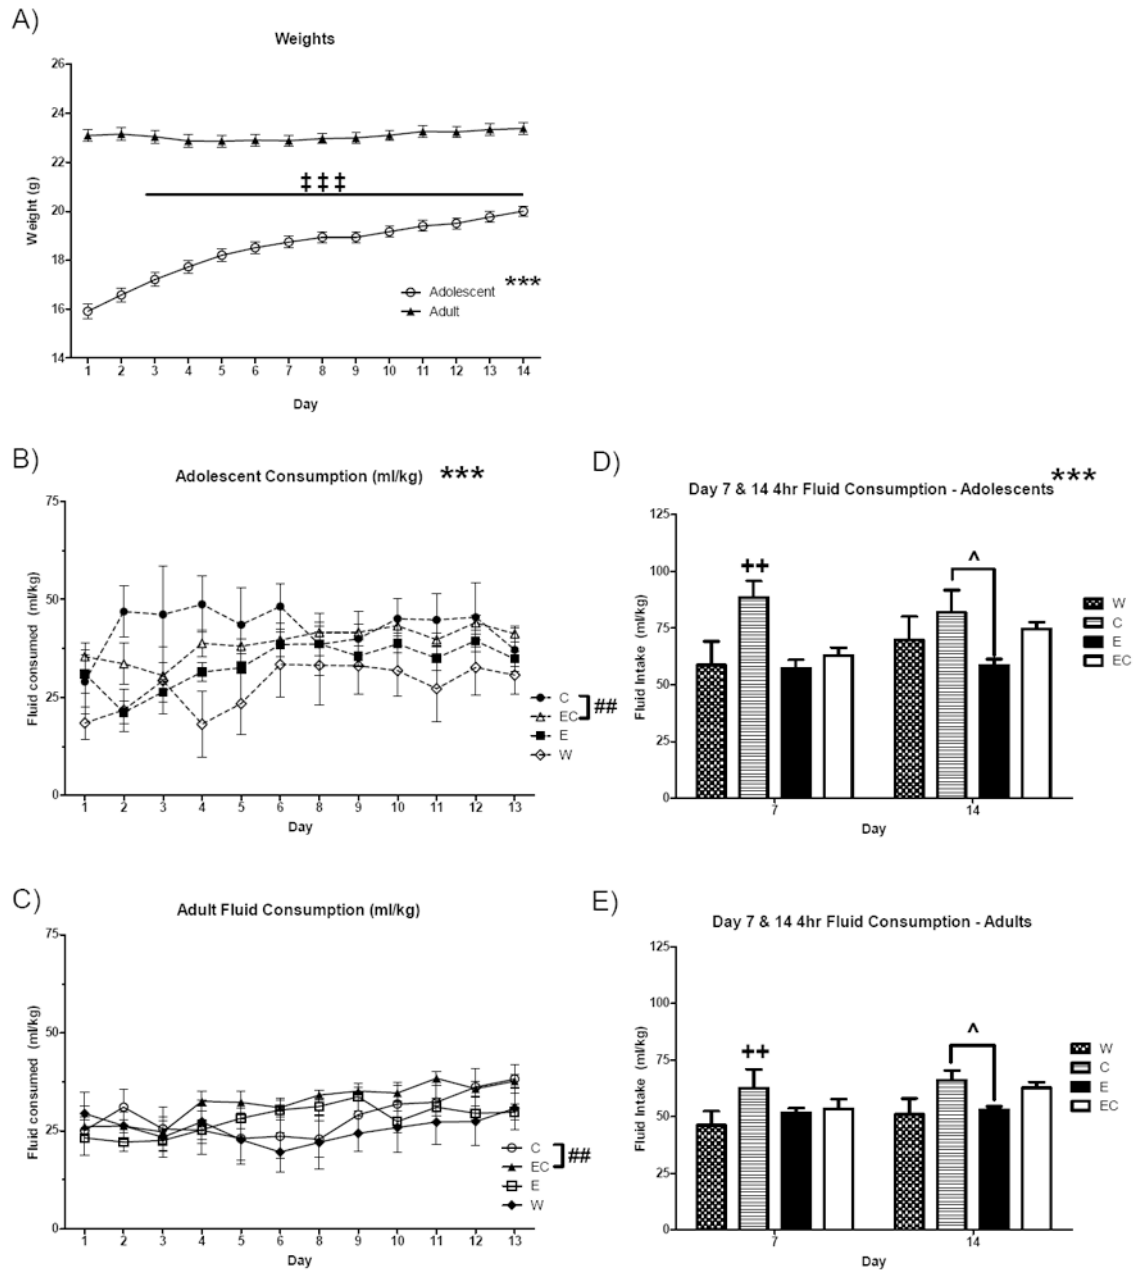 A)
Weights
26
24
22
20
18
16
14
Weight (g)
‡‡‡
Adolescent ***
Adult
1 2 3 4 5 6 7 8 9 10 11 12 13 14
Day
B)
Adolescent Consumption (ml/kg) ***
75
50
25
0
Fluid consumed (ml/kg)
C
EC
E
W
##
1 2 3 4 5 6 8 9 10 11 12 13
Day
C)
Adult Fluid Consumption (ml/kg)
75
50
25
0
Fluid consumed (ml/kg)
C
EC
E
W
##
1 2 3 4 5 6 8 9 10 11 12 13
Day
D)
Day 7 & 14 4hr Fluid Consumption - Adolescents ***
125
100
75
50
25
0
Fluid Intake (ml/kg)
++
^
W
C
E
EC
7 14
Day
E)
Day 7 & 14 4hr Fluid Consumption - Adults
125
100
75
50
25
0
Fluid Intake (ml/kg)
++
^
W
C
E
EC
7 14
Day